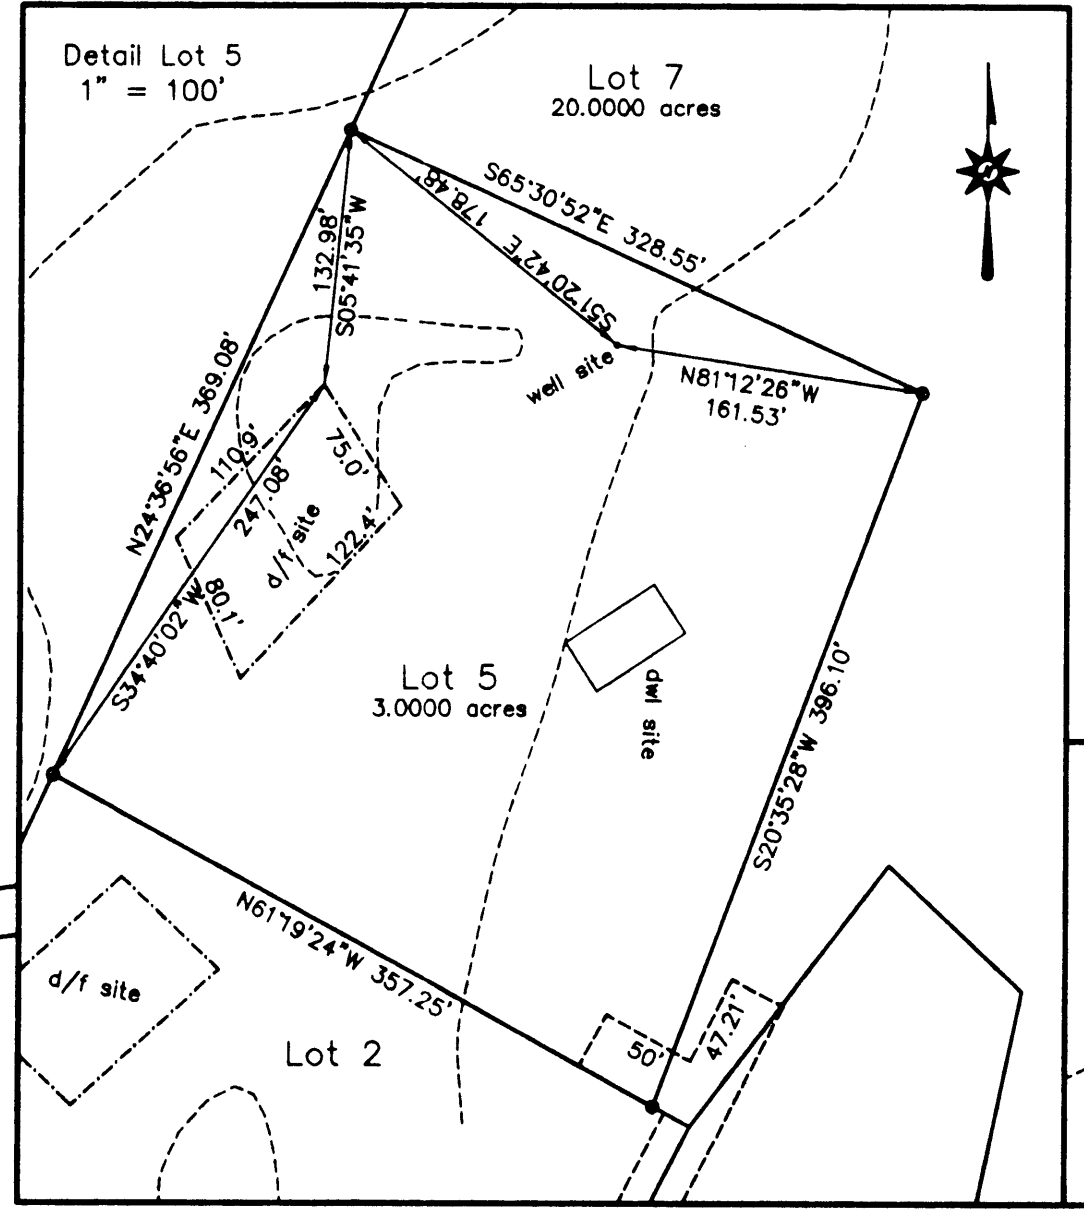 Detail Lot 5
1" = 100'
Lot 7
20.0000 acres
S65°30'52"E 328.55'
178.48'
S51°20'42"E
132.98'
S05°41'35"W
well site
N81°12'26"W
161.53'
N24°36'56"E 369.08'
110.9'
75.0'
247.08'
d/f site
122.4'
80.1'
S34°40'02"W
Lot 5
3.0000 acres
dwl site
S20°35'28"W 396.10'
N61°19'24"W 357.25'
d/f site
Lot 2
50'
47.21'
N